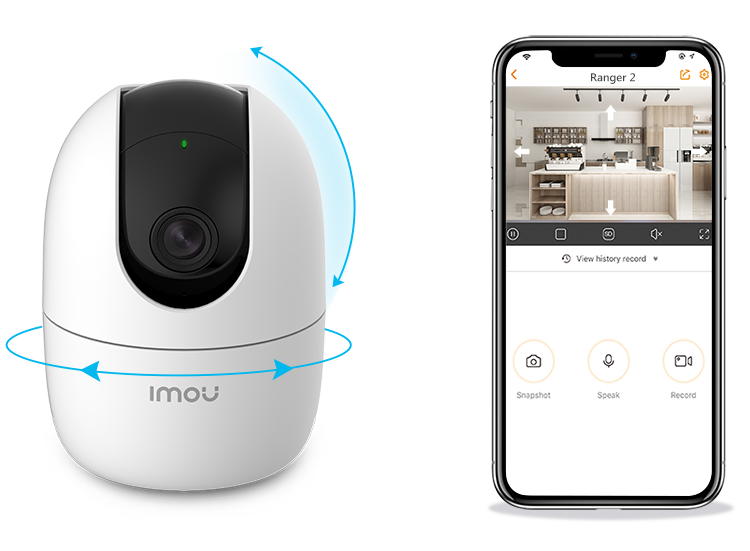 imou
Ranger 2
SD
View history record
Snapshot
Speak
Record